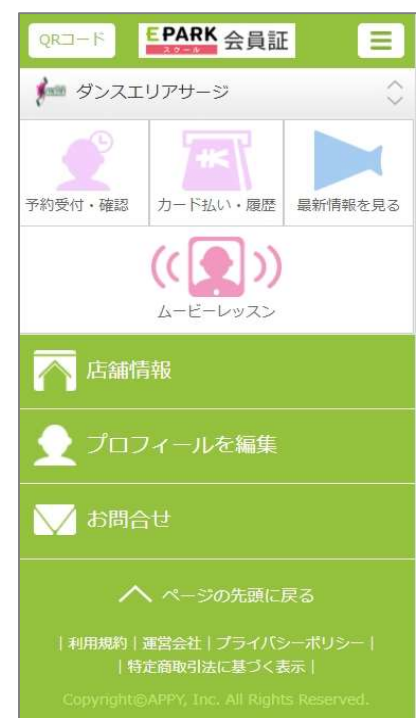 QRコード
EPARK
スクール
会員証
ダンスエリアサージ
予約受付・確認
カード払い・履歴
最新情報を見る
ムービーレッスン
店舗情報
プロフィールを編集
お問合せ
ページの先頭に戻る
| 利用規約 | 運営会社 | プライバシーポリシー |
| 特定商取引法に基づく表示 |
Copyright©APPY, Inc. All Rights Reserved.